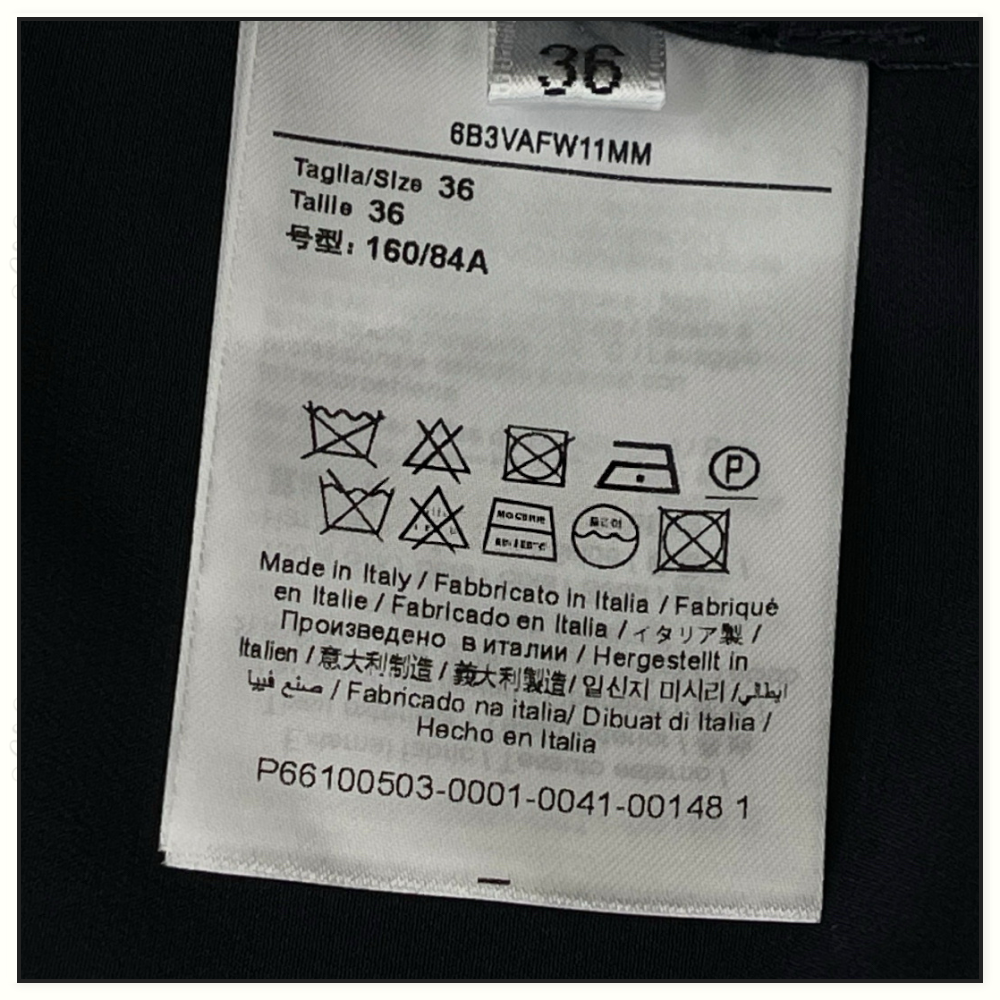 36
6B3VAFW11MM
Taglia/Size 36
Taille 36
号型: 160/84A
P
Made in Italy / Fabbricato in Italia / Fabriqué
en Italie / Fabricado en Italia / イタリア製 /
Произведено в италии / Hergestellt in
Italien / 意大利制造 / 義大利製造/ 일신지 미시리 /
صنع فيبا / Fabricado na italia/ Dibuat di Italia /
Hecho en Italia
P66100503-0001-0041-00148 1